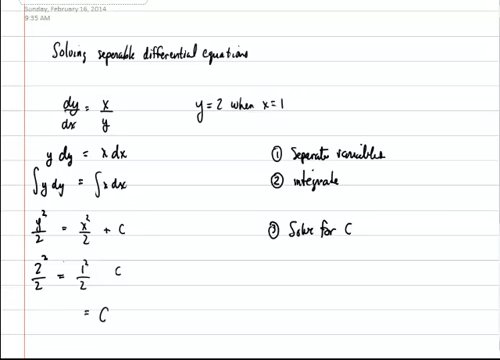 Sunday, February 16, 2014
9:35 AM
Solving seperable differential equations
dy/dx = x/y   y = 2 when x = 1
y dy = x dx   ① Seperate variables
∫y dy = ∫x dx   ② integrate
y²/2 = x²/2 + C   ③ Solve for C
2²/2 = 1²/2   C
= C